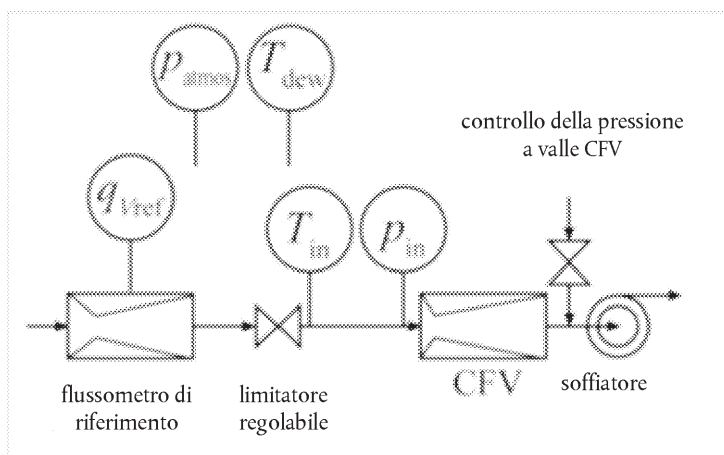 p atmos
T dew
controllo della pressione
a valle CFV
q Vref
T in
p in
CFV
flussometro di
riferimento
limitatore
regolabile
soffiatore